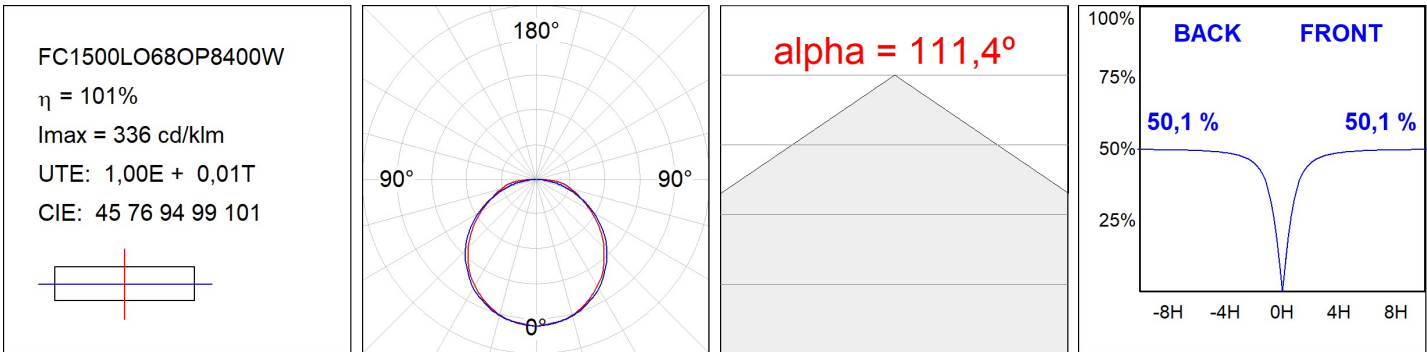 FC1500LO68OP8400W
η = 101%
Imax = 336 cd/klm
UTE: 1,00E + 0,01T
CIE: 45 76 94 99 101
180°
90° 90°
0°
alpha = 111,4º
100%
BACK FRONT
75%
50,1 % 50,1 %
50%
25%
-8H -4H 0H 4H 8H